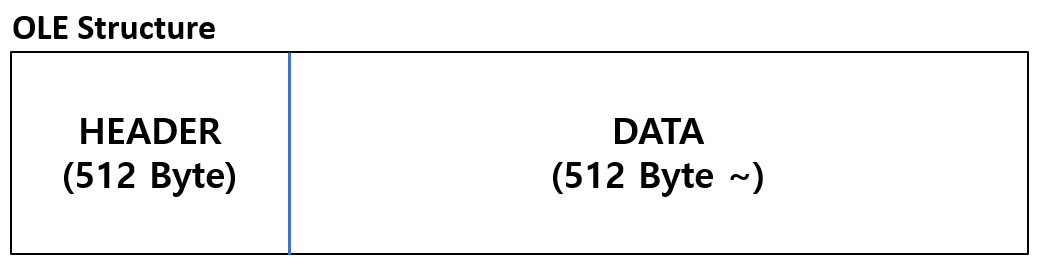 OLE Structure
HEADER
(512 Byte)
DATA
(512 Byte ~)